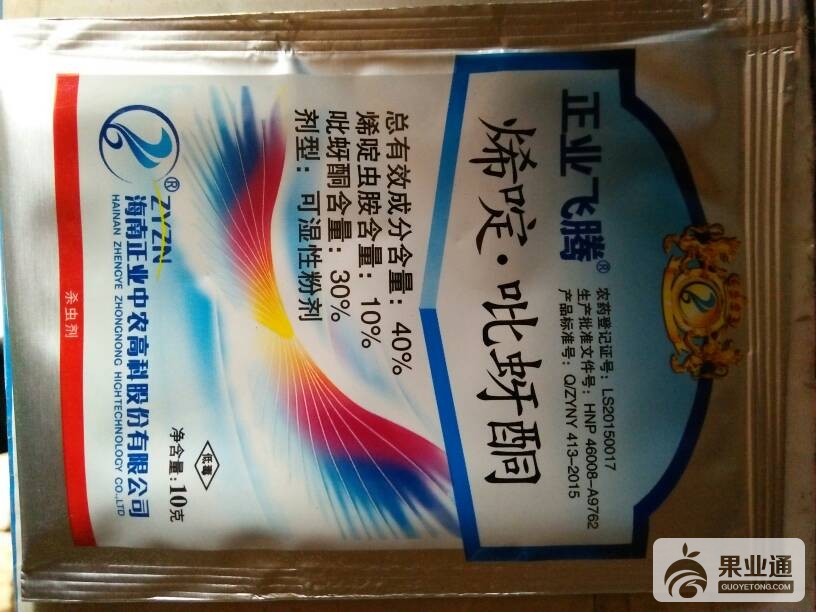 正业飞腾®
农药登记证号：LS20150017
生产批准文件号：HNP 46008-A9762
产品标准号：Q/ZYNY 413-2015
烯啶·吡蚜酮
总有效成分含量：40%
烯啶虫胺含量：10%
吡蚜酮含量：30%
剂型：可湿性粉剂
低毒
净含量：10克
® ZYZN
海南正业中农高科股份有限公司
HAINAN ZHENGYE ZHONGNONG HIGHTECHNOLOGY CO.,LTD
杀虫剂
果业通
GUOYETONG.COM